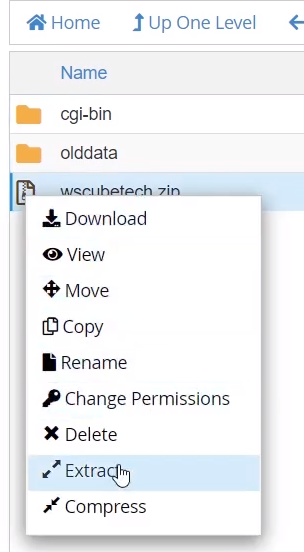 Home Up One Level
Name
cgi-bin
olddata
wscubetech.zip
Download
View
Move
Copy
Rename
Change Permissions
Delete
Extract
Compress